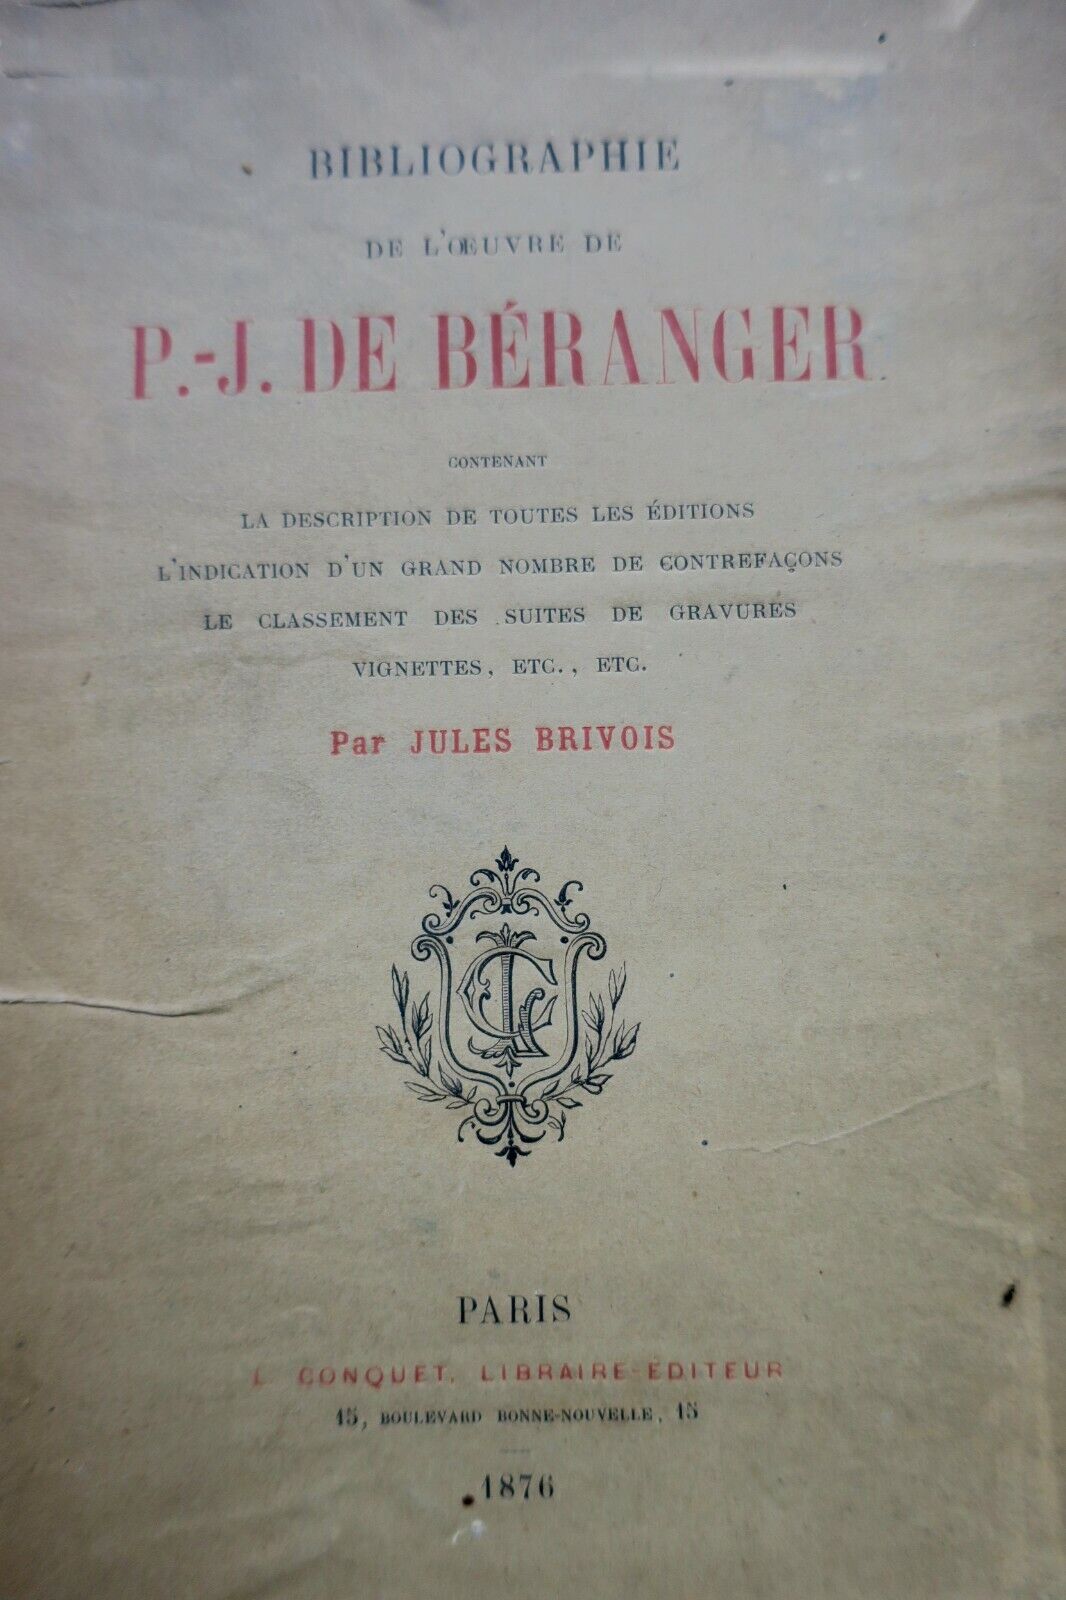 BIBLIOGRAPHIE
DE L'ŒUVRE DE
P.-J. DE BÉRANGER
CONTENANT
LA DESCRIPTION DE TOUTES LES ÉDITIONS
L'INDICATION D'UN GRAND NOMBRE DE CONTREFAÇONS
LE CLASSEMENT DES SUITES DE GRAVURES
VIGNETTES, ETC., ETC.
Par JULES BRIVOIS
PARIS
L. CONQUET, LIBRAIRE-ÉDITEUR
15, BOULEVARD BONNE-NOUVELLE, 15
1876